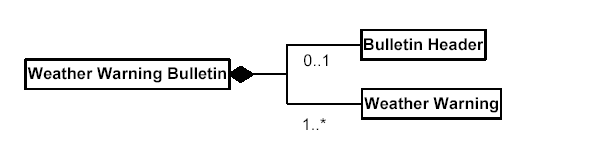 Bulletin Header
0..1
Weather Warning Bulletin
Weather Warning
1..*